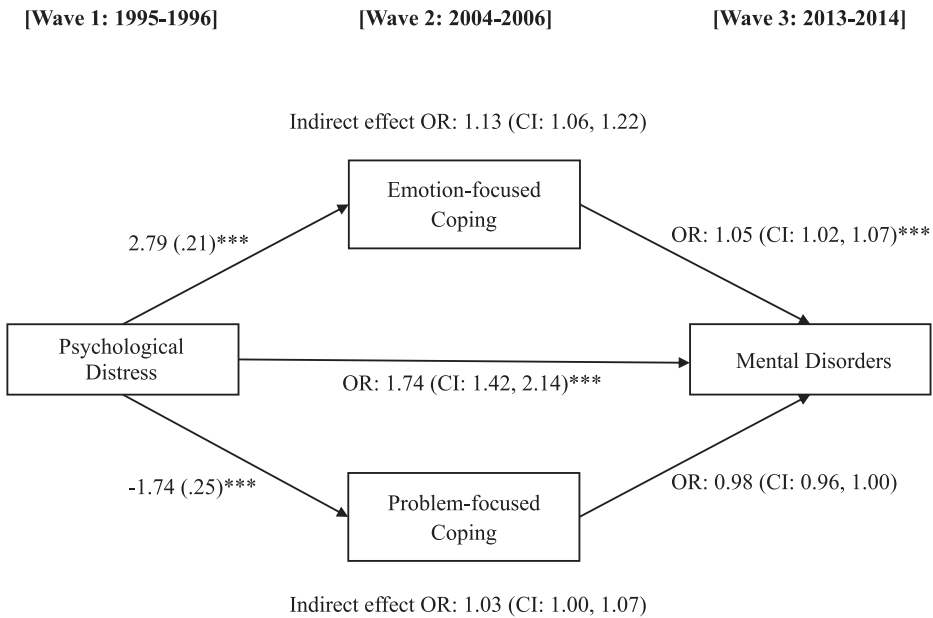 [Wave 1: 1995-1996]
[Wave 2: 2004-2006]
[Wave 3: 2013-2014]
Indirect effect OR: 1.13 (CI: 1.06, 1.22)
Emotion-focused
Coping
2.79 (.21)***
OR: 1.05 (CI: 1.02, 1.07)***
Psychological
Distress
OR: 1.74 (CI: 1.42, 2.14)***
Mental Disorders
-1.74 (.25)***
Problem-focused
Coping
OR: 0.98 (CI: 0.96, 1.00)
Indirect effect OR: 1.03 (CI: 1.00, 1.07)